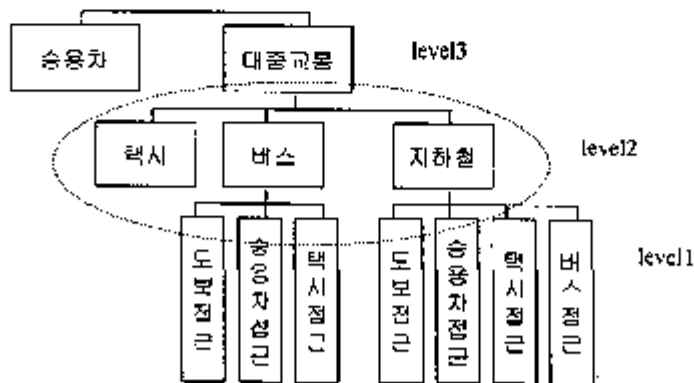 승용차
대중교통
level3
택시
버스
지하철
level2
도보접근
승용차접근
택시접근
도보접근
승용차접근
택시접근
버스접근
level1